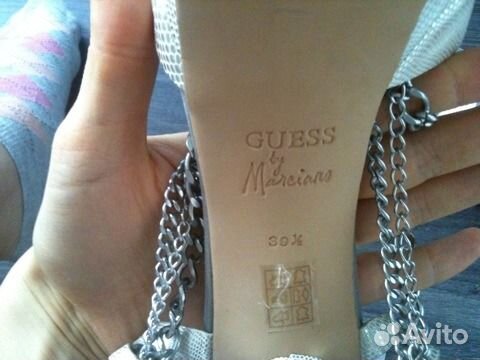 GUESS
by
Marciano
39½
Avito